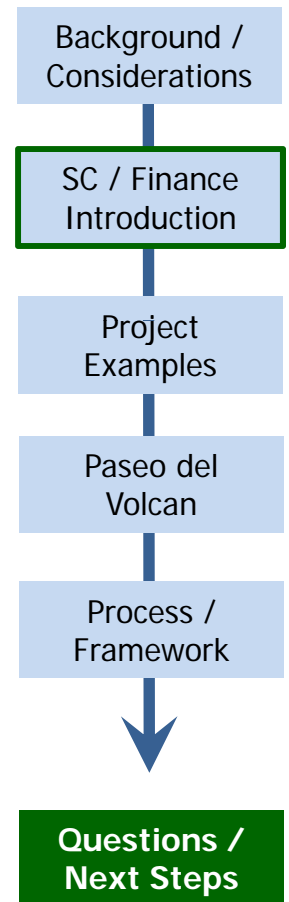 Background /
Considerations
SC / Finance
Introduction
Project
Examples
Paseo del
Volcan
Process /
Framework
Questions /
Next Steps